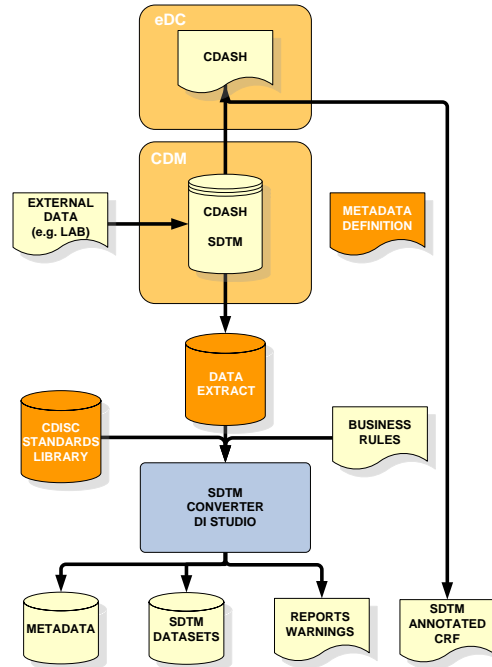 eDC
CDASH
CDM
EXTERNAL
DATA
(e.g. LAB)
CDASH
SDTM
METADATA
DEFINITION
DATA
EXTRACT
CDISC
STANDARDS
LIBRARY
BUSINESS
RULES
SDTM
CONVERTER
DI STUDIO
METADATA
SDTM
DATASETS
REPORTS
WARNINGS
SDTM
ANNOTATED
CRF